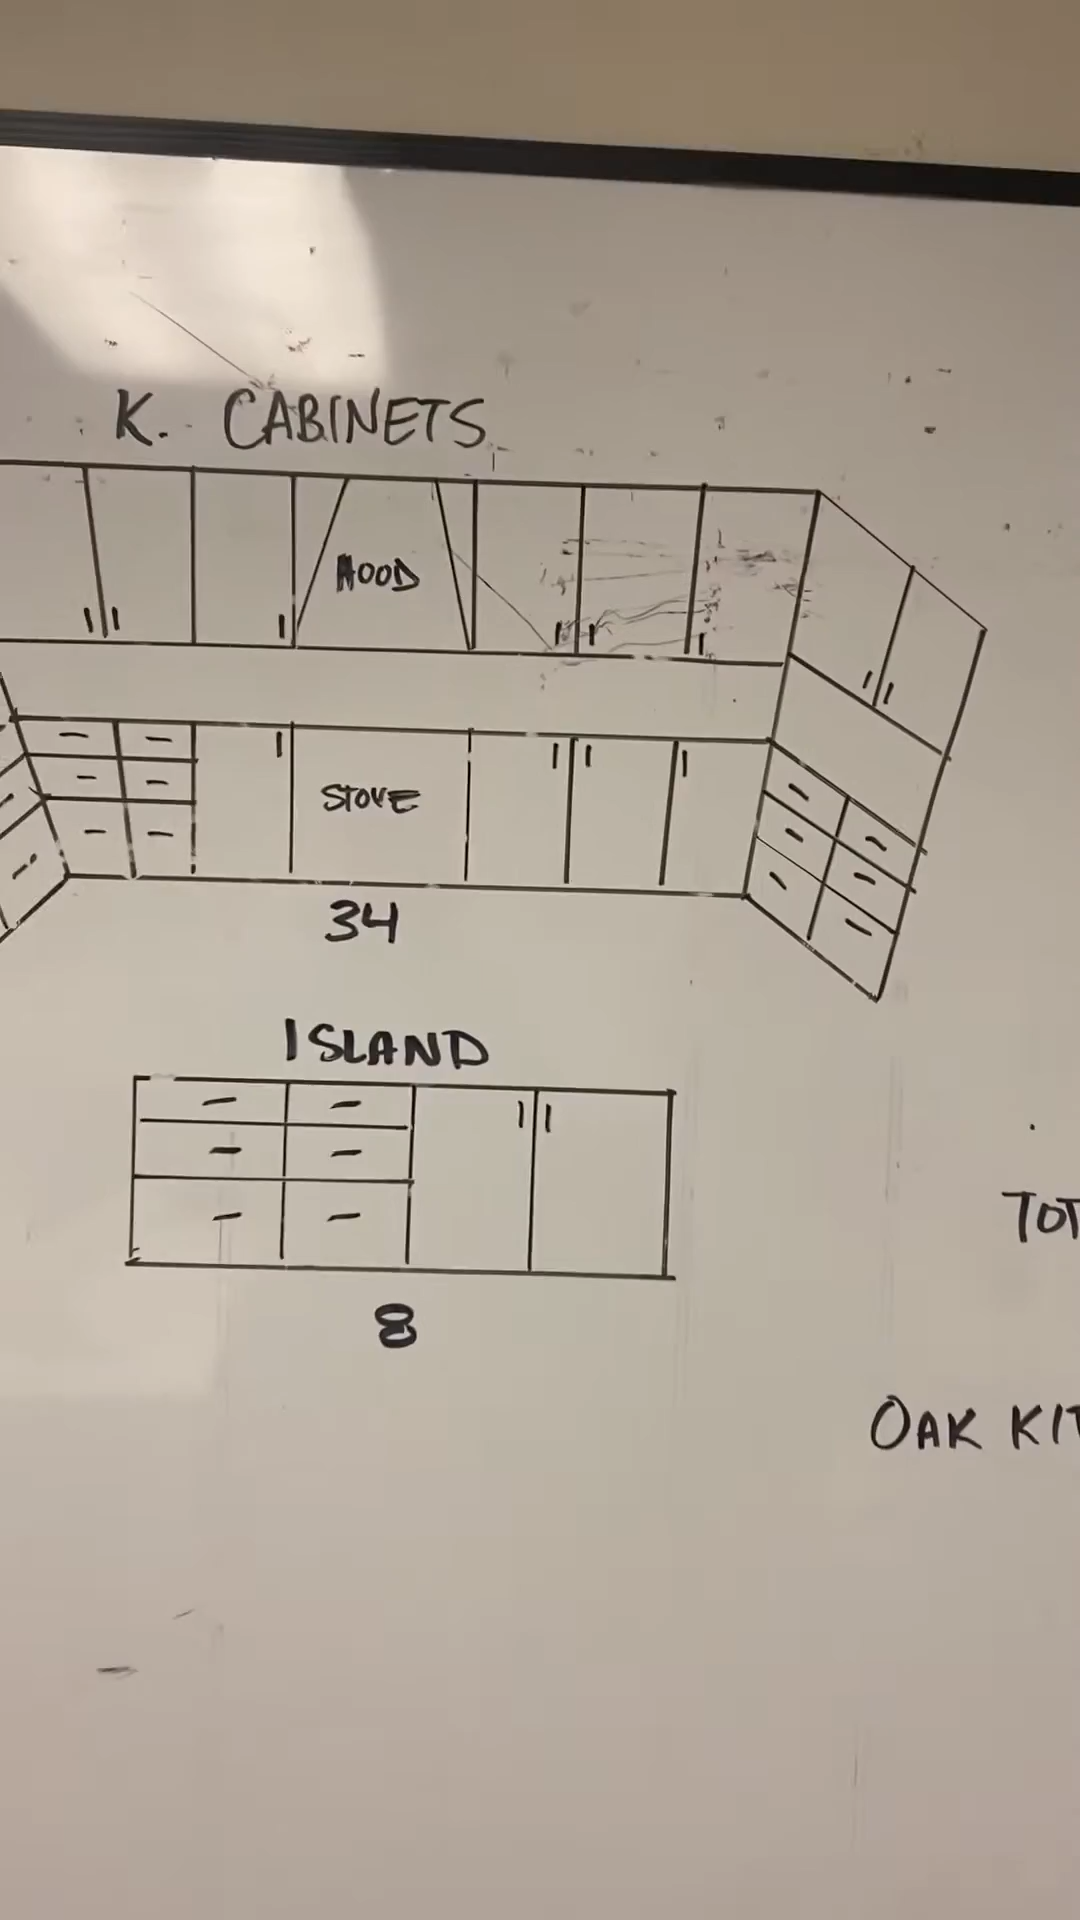 K. CABINETS
HOOD
STOVE
34
ISLAND
8
TOT
OAK KIT